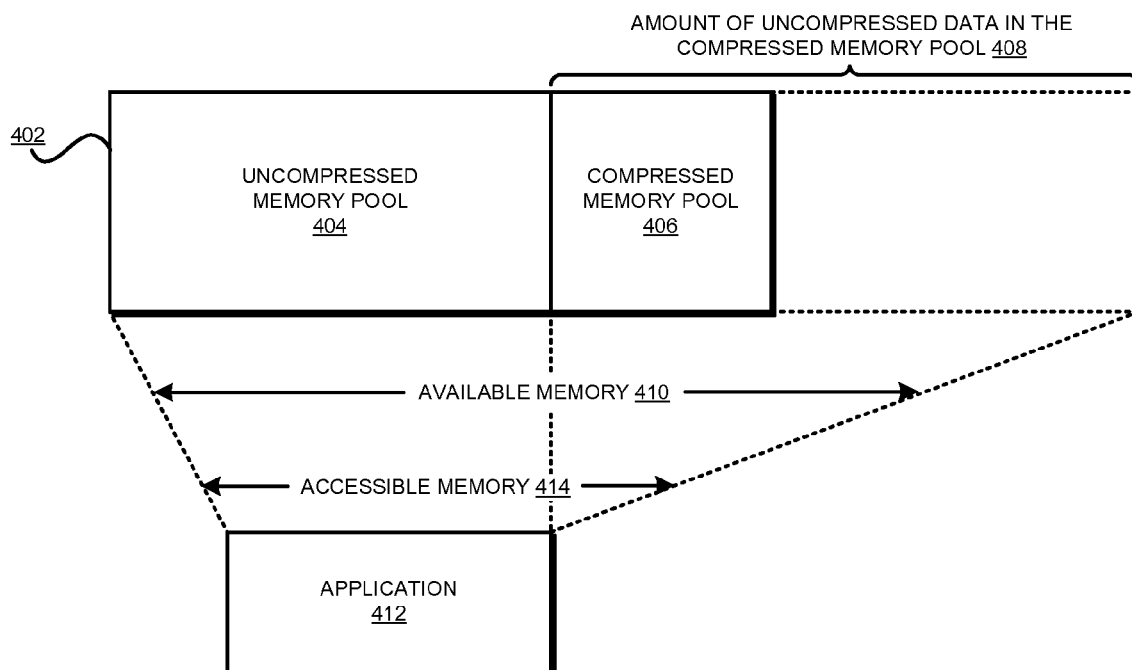 AMOUNT OF UNCOMPRESSED DATA IN THE
COMPRESSED MEMORY POOL 408
402
UNCOMPRESSED
MEMORY POOL
404
COMPRESSED
MEMORY POOL
406
AVAILABLE MEMORY 410
ACCESSIBLE MEMORY 414
APPLICATION
412